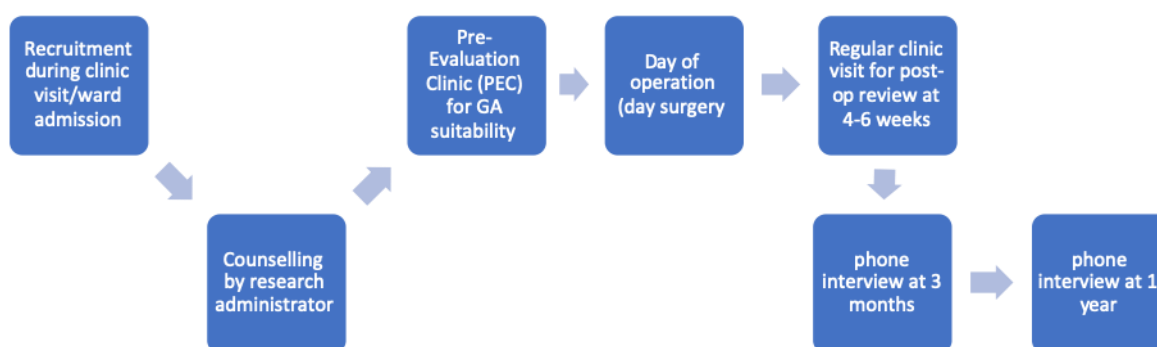 Recruitment
during clinic
visit/ward
admission
Counselling
by research
administrator
Pre-
Evaluation
Clinic (PEC)
for GA
suitability
Day of
operation
(day surgery
Regular clinic
visit for post-
op review at
4-6 weeks
phone
interview at 3
months
phone
interview at 1
year